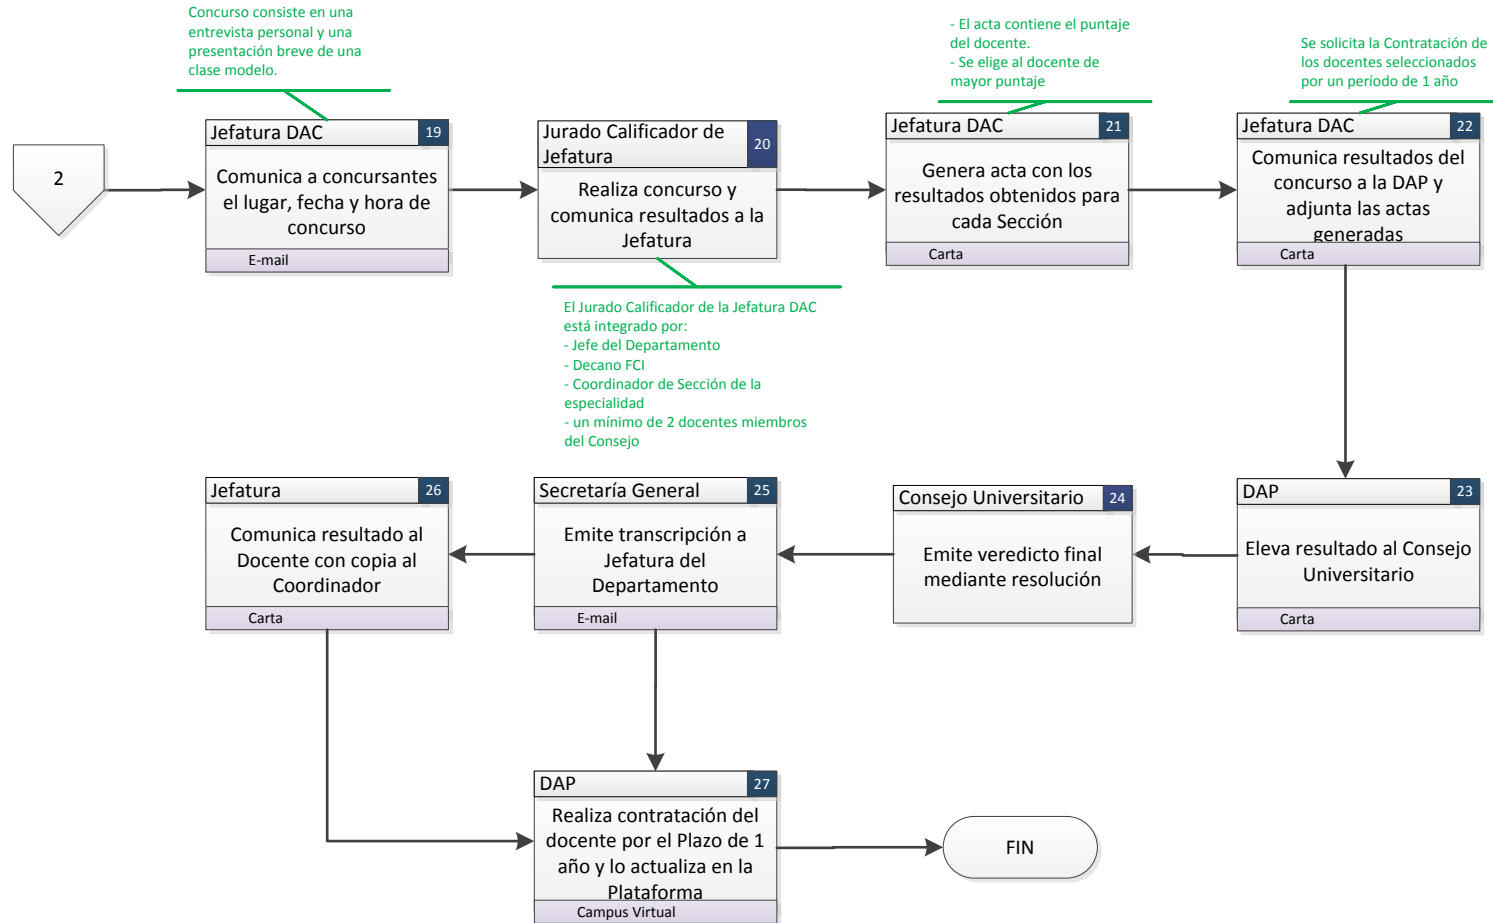 Concurso consiste en una
entrevista personal y una
presentación breve de una
clase modelo.
- El acta contiene el puntaje
del docente.
- Se elige al docente de
mayor puntaje
Se solicita la Contratación de
los docentes seleccionados
por un período de 1 año
2
Jefatura DAC
19
Comunica a concursantes
el lugar, fecha y hora de
concurso
E-mail
Jurado Calificador de
Jefatura
20
Realiza concurso y
comunica resultados a la
Jefatura
Jefatura DAC
21
Genera acta con los
resultados obtenidos para
cada Sección
Carta
Jefatura DAC
22
Comunica resultados del
concurso a la DAP y
adjunta las actas
generadas
Carta
El Jurado Calificador de la Jefatura DAC
está integrado por:
- Jefe del Departamento
- Decano FCI
- Coordinador de Sección de la
especialidad
- un mínimo de 2 docentes miembros
del Consejo
Jefatura
26
Comunica resultado al
Docente con copia al
Coordinador
Carta
Secretaría General
25
Emite transcripción a
Jefatura del
Departamento
E-mail
Consejo Universitario
24
Emite veredicto final
mediante resolución
DAP
23
Eleva resultado al Consejo
Universitario
Carta
DAP
27
Realiza contratación del
docente por el Plazo de 1
año y lo actualiza en la
Plataforma
Campus Virtual
FIN